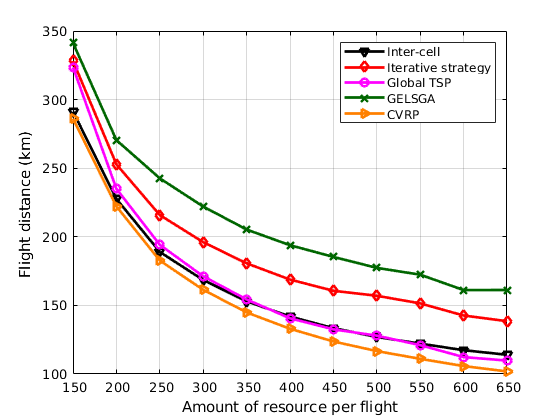 350
300
250
200
150
100
Flight distance (km)
150 200 250 300 350 400 450 500 550 600 650
Amount of resource per flight
Inter-cell
Iterative strategy
Global TSP
GELSGA
CVRP